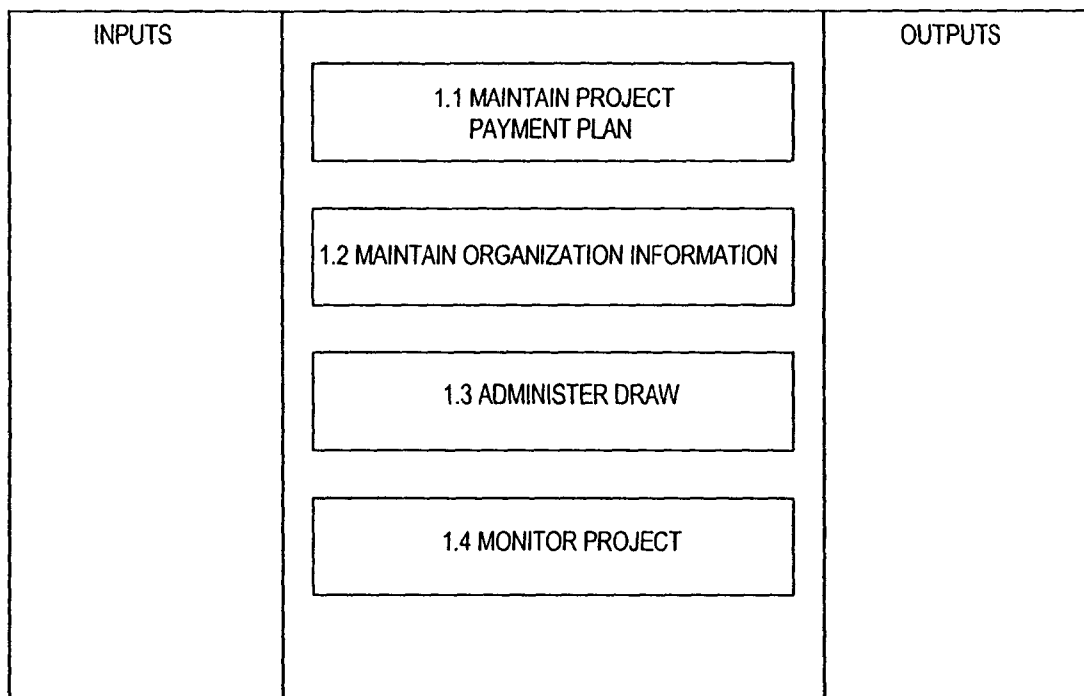 INPUTS
OUTPUTS
1.1 MAINTAIN PROJECT
PAYMENT PLAN
1.2 MAINTAIN ORGANIZATION INFORMATION
1.3 ADMINISTER DRAW
1.4 MONITOR PROJECT